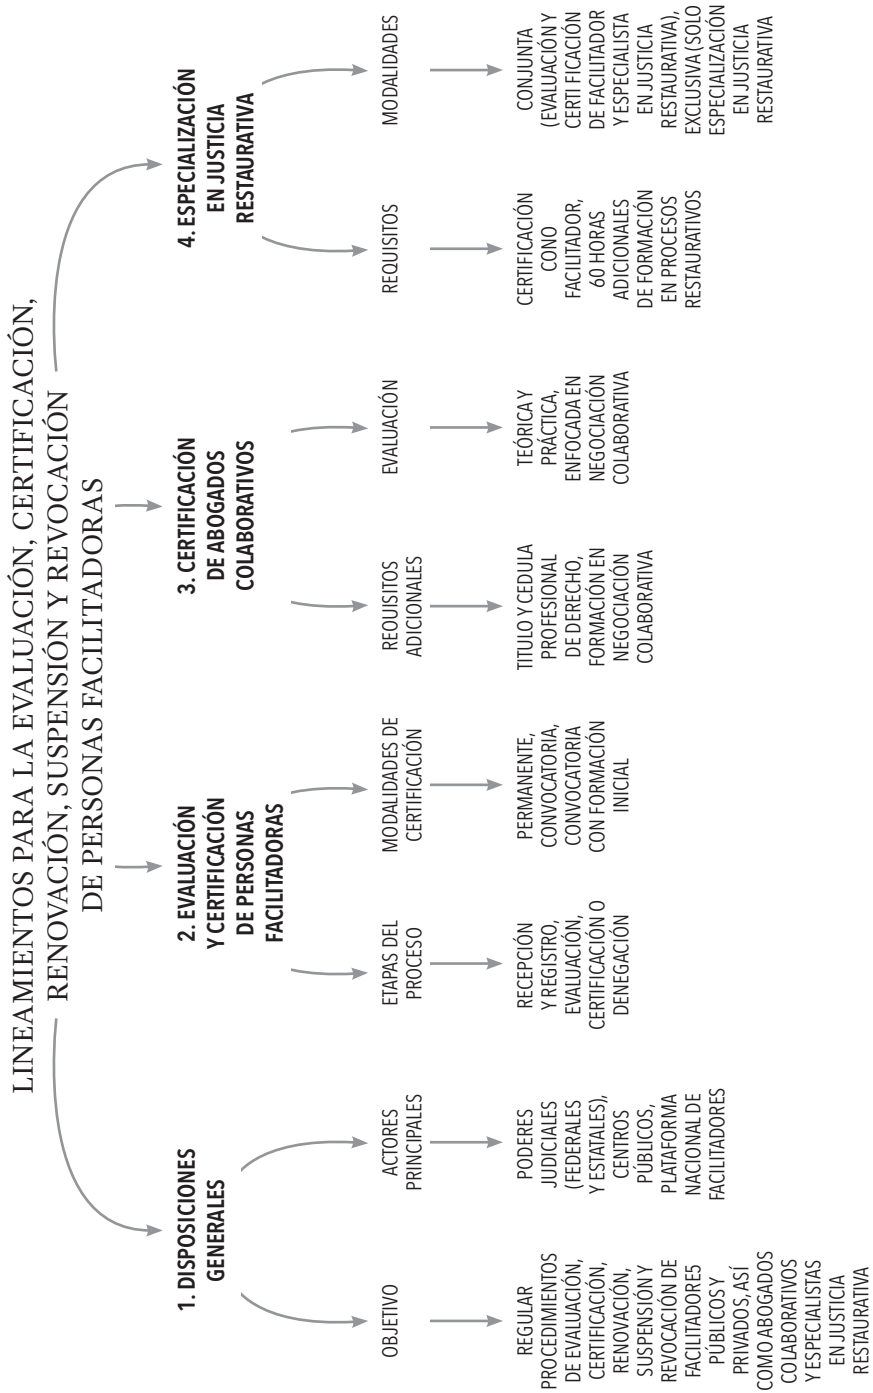 LINEAMIENTOS PARA LA EVALUACIÓN, CERTIFICACIÓN,
RENOVACIÓN, SUSPENSIÓN Y REVOCACIÓN
DE PERSONAS FACILITADORAS
1. DISPOSICIONES
GENERALES
OBJETIVO
REGULAR
PROCEDIMIENTOS
DE EVALUACIÓN,
CERTIFICACIÓN,
RENOVACIÓN,
SUSPENSIÓN Y
REVOCACIÓN DE
FACILITADORE5
PÚBLICOS Y
PRIVADOS, ASÍ
COMO ABOGADOS
COLABORATIVOS
Y ESPECIALISTAS
EN JUSTICIA
RESTAURATIVA
ACTORES
PRINCIPALES
PODERES
JUDICIALES
(FEDERALES
Y ESTATALES),
CENTROS
PÚBLICOS,
PLATAFORMA
NACIONAL DE
FACILITADORES
2. EVALUACIÓN
Y CERTIFICACIÓN
DE PERSONAS
FACILITADORAS
ETAPAS DEL
PROCESO
RECEPCIÓN
Y REGISTRO,
EVALUACIÓN,
CERTIFICACIÓN O
DENEGACIÓN
MODALIDADES DE
CERTIFICACIÓN
PERMANENTE,
CONVOCATORIA,
CONVOCATORIA
CON FORMACIÓN
INICIAL
3. CERTIFICACIÓN
DE ABOGADOS
COLABORATIVOS
REQUISITOS
ADICIONALES
TITULO Y CEDULA
PROFESIONAL
DE DERECHO,
FORMACIÓN EN
NEGOCIACIÓN
COLABORATIVA
EVALUACIÓN
TEÓRICA Y
PRÁCTICA,
ENFOCADA EN
NEGOCIACIÓN
COLABORATIVA
4. ESPECIALIZACIÓN
EN JUSTICIA
RESTAURATIVA
REQUISITOS
CERTIFICACIÓN
CONO
FACILITADOR,
60 HORAS
ADICIONALES
DE FORMACIÓN
EN PROCESOS
RESTAURATIVOS
MODALIDADES
CONJUNTA
(EVALUACIÓN Y
CERTI FICACIÓN
DE FACILITADOR
Y ESPECIALISTA
EN JUSTICIA
RESTAURATIVA),
EXCLUSIVA (SOLO
ESPECIALIZACIÓN
EN JUSTICIA
RESTAURATIVA